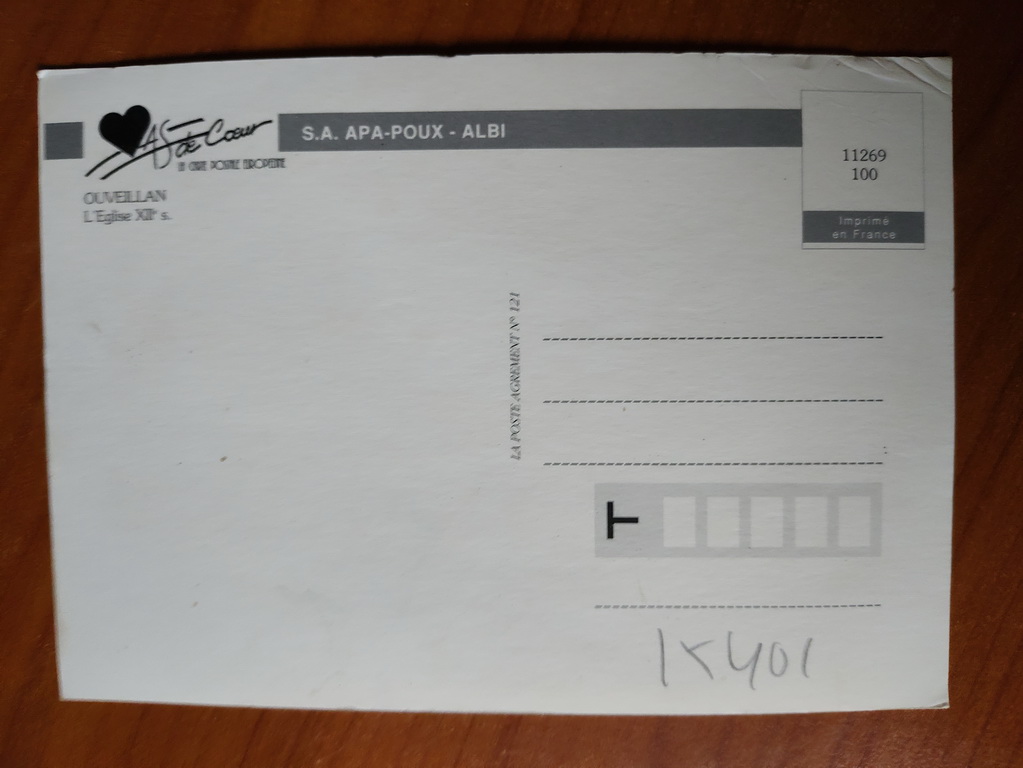 AS de Cœur
LA CARTE POSTALE EUROPEENNE
S.A. APA-POUX - ALBI
OUVEILLAN
L'Eglise XIIᵉ s.
11269
100
Imprimé
en France
LA POSTE AGREMENT N° 121
15401